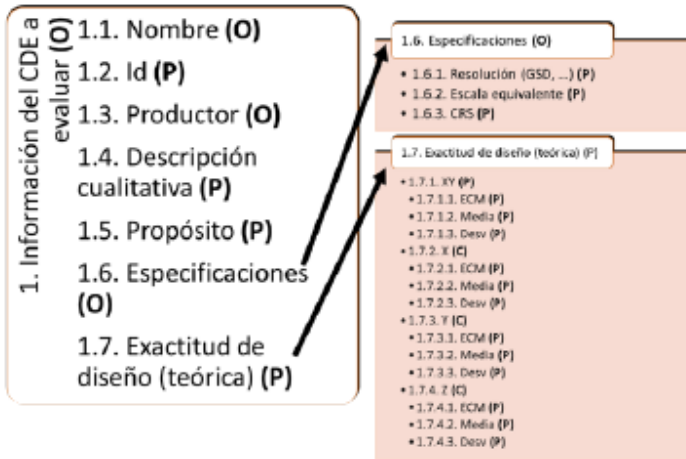 1. Información del CDE a
evaluar (O)
1.1. Nombre (O)
1.2. Id (P)
1.3. Productor (O)
1.4. Descripción
cualitativa (P)
1.5. Propósito (P)
1.6. Especificaciones
(O)
1.7. Exactitud de
diseño (teórica) (P)
1.6. Especificaciones (O)
• 1.6.1. Resolución (GSD, ...) (P)
• 1.6.2. Escala equivalente (P)
• 1.6.3. CRS (P)
1.7. Exactitud de diseño (teórica) (P)
• 1.7.1. XY (P)
• 1.7.1.1. ECM (P)
• 1.7.1.2. Media (P)
• 1.7.1.3. Desv (P)
• 1.7.2. X (C)
• 1.7.2.1. ECM (P)
• 1.7.2.2. Media (P)
• 1.7.2.3. Desv (P)
• 1.7.3. Y (C)
• 1.7.3.1. ECM (P)
• 1.7.3.2. Media (P)
• 1.7.3.3. Desv (P)
• 1.7.4. Z (C)
• 1.7.4.1. ECM (P)
• 1.7.4.2. Media (P)
• 1.7.4.3. Desv (P)